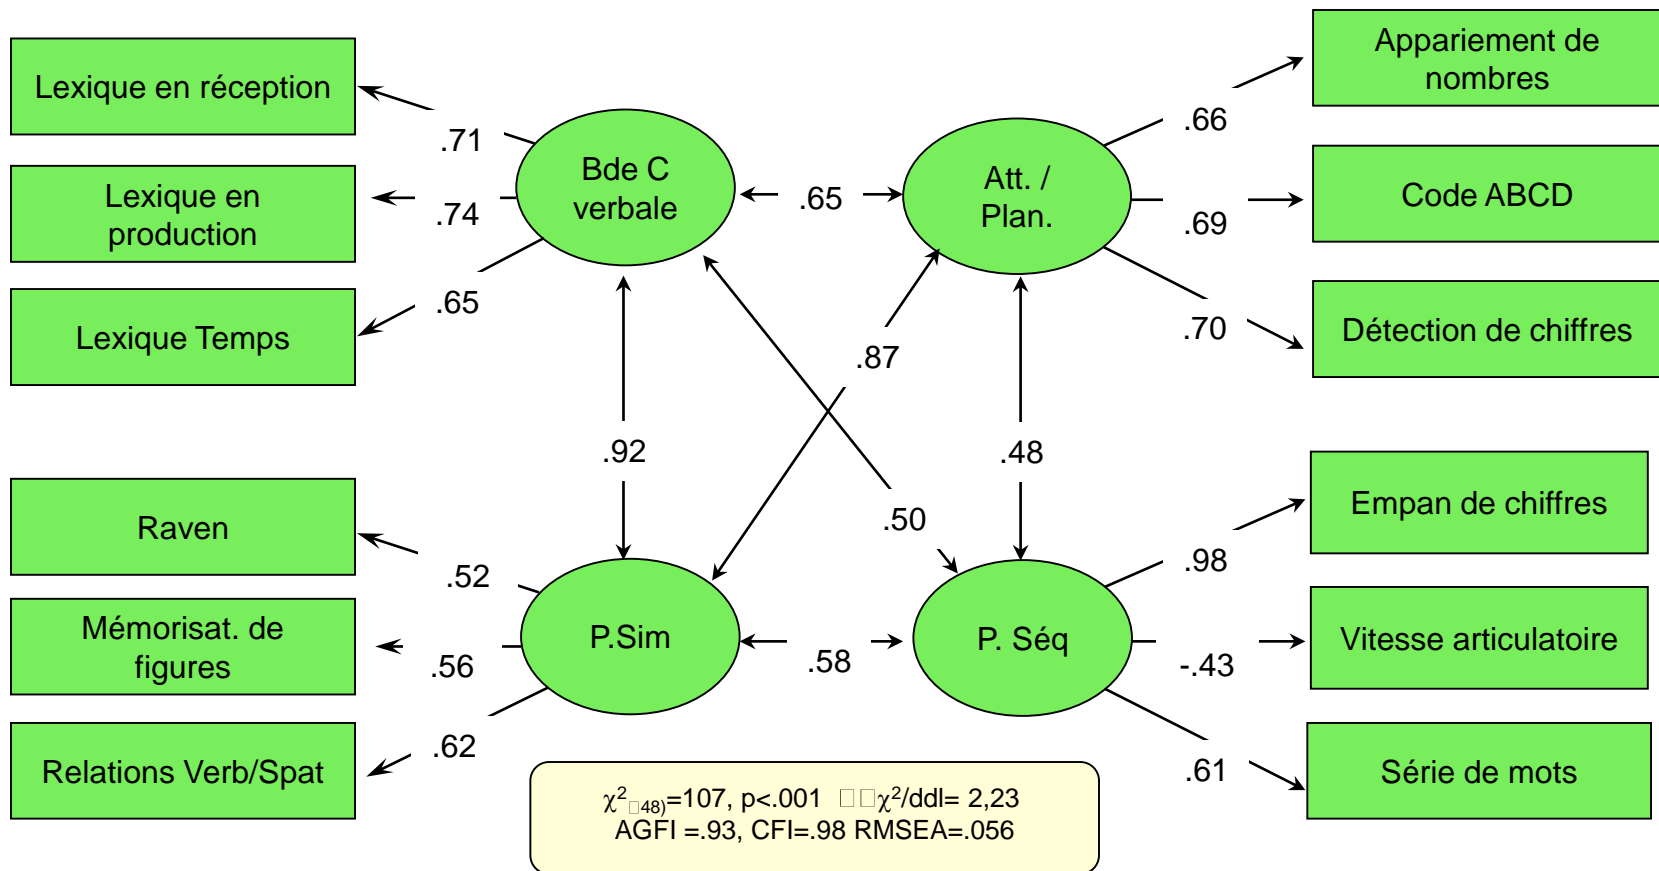 Lexique en réception
Lexique en
production
Lexique Temps
Raven
Mémorisat. de
figures
Relations Verb/Spat
.71
.74
.65
.52
.56
.62
Bde C
verbale
.65
Att. /
Plan.
.92
.87
.50
.48
P.Sim
.58
P. Séq
.66
.69
.70
.98
-.43
.61
Appariement de
nombres
Code ABCD
Détection de chiffres
Empan de chiffres
Vitesse articulatoire
Série de mots
χ²□48)=107, p<.001 □□χ²/ddl= 2,23
AGFI =.93, CFI=.98 RMSEA=.056